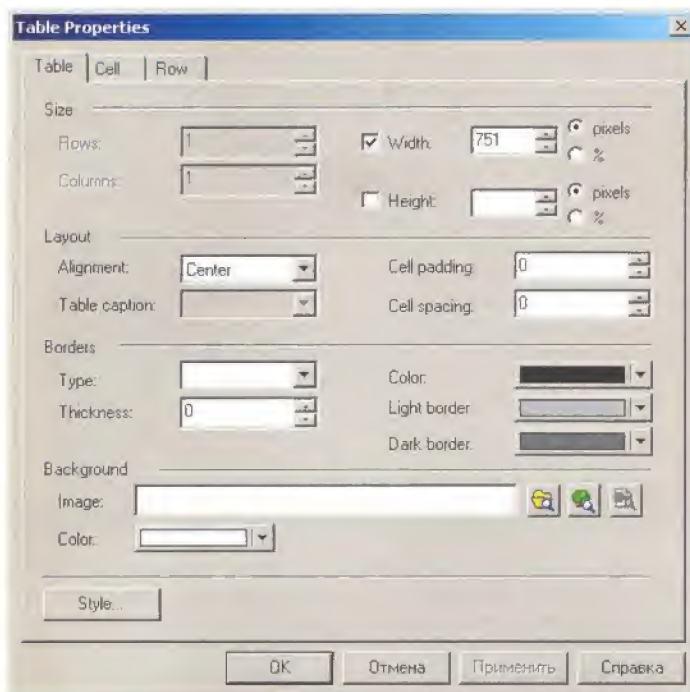 Table Properties
Table Cell Row
Size
Rows: 1
Columns: 1
Width: 751 pixels
%
Height: pixels
%
Layout
Alignment: Center
Table caption:
Cell padding: 0
Cell spacing: 0
Borders
Type:
Thickness: 0
Color:
Light border
Dark border:
Background
Image:
Color:
Style...
OK Отмена Применить Справка